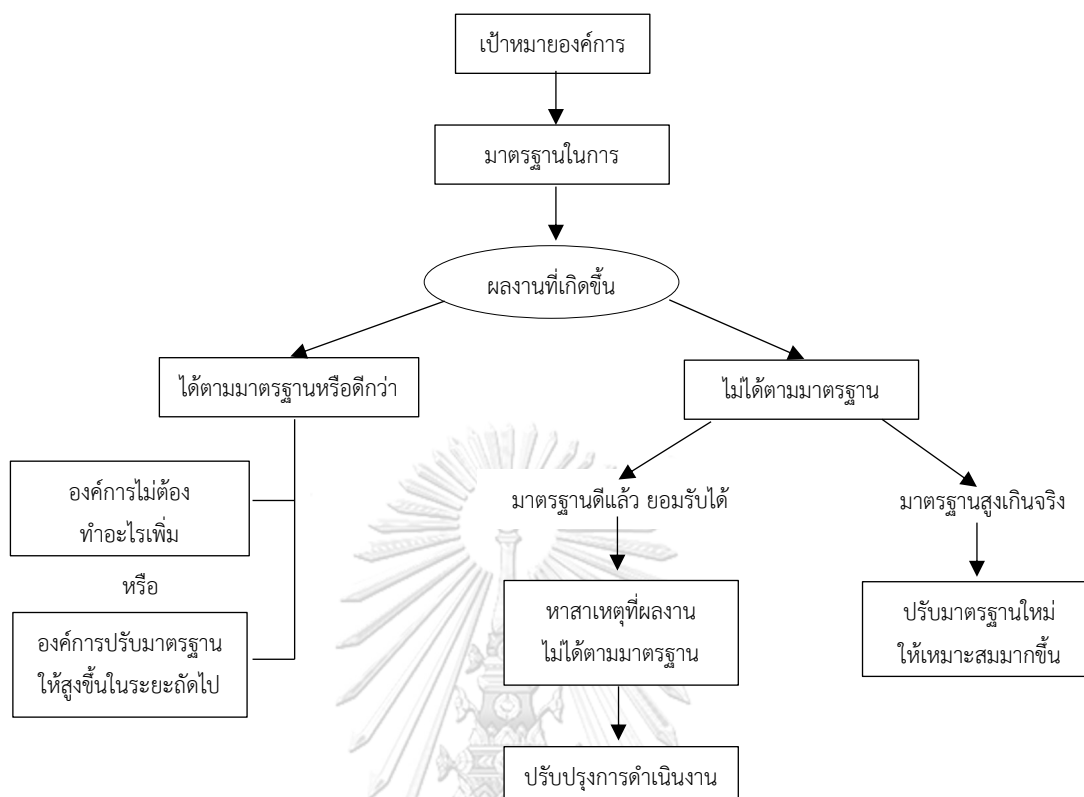 เป้าหมายองค์การ
มาตรฐานในการ
ผลงานที่เกิดขึ้น
ได้ตามมาตรฐานหรือดีกว่า
ไม่ได้ตามมาตรฐาน
องค์การไม่ต้อง
ทำอะไรเพิ่ม
หรือ
องค์การปรับมาตรฐาน
ให้สูงขึ้นในระยะถัดไป
มาตรฐานดีแล้ว ยอมรับได้
หาสาเหตุที่ผลงาน
ไม่ได้ตามมาตรฐาน
ปรับปรุงการดำเนินงาน
มาตรฐานสูงเกินจริง
ปรับมาตรฐานใหม่
ให้เหมาะสมมากขึ้น